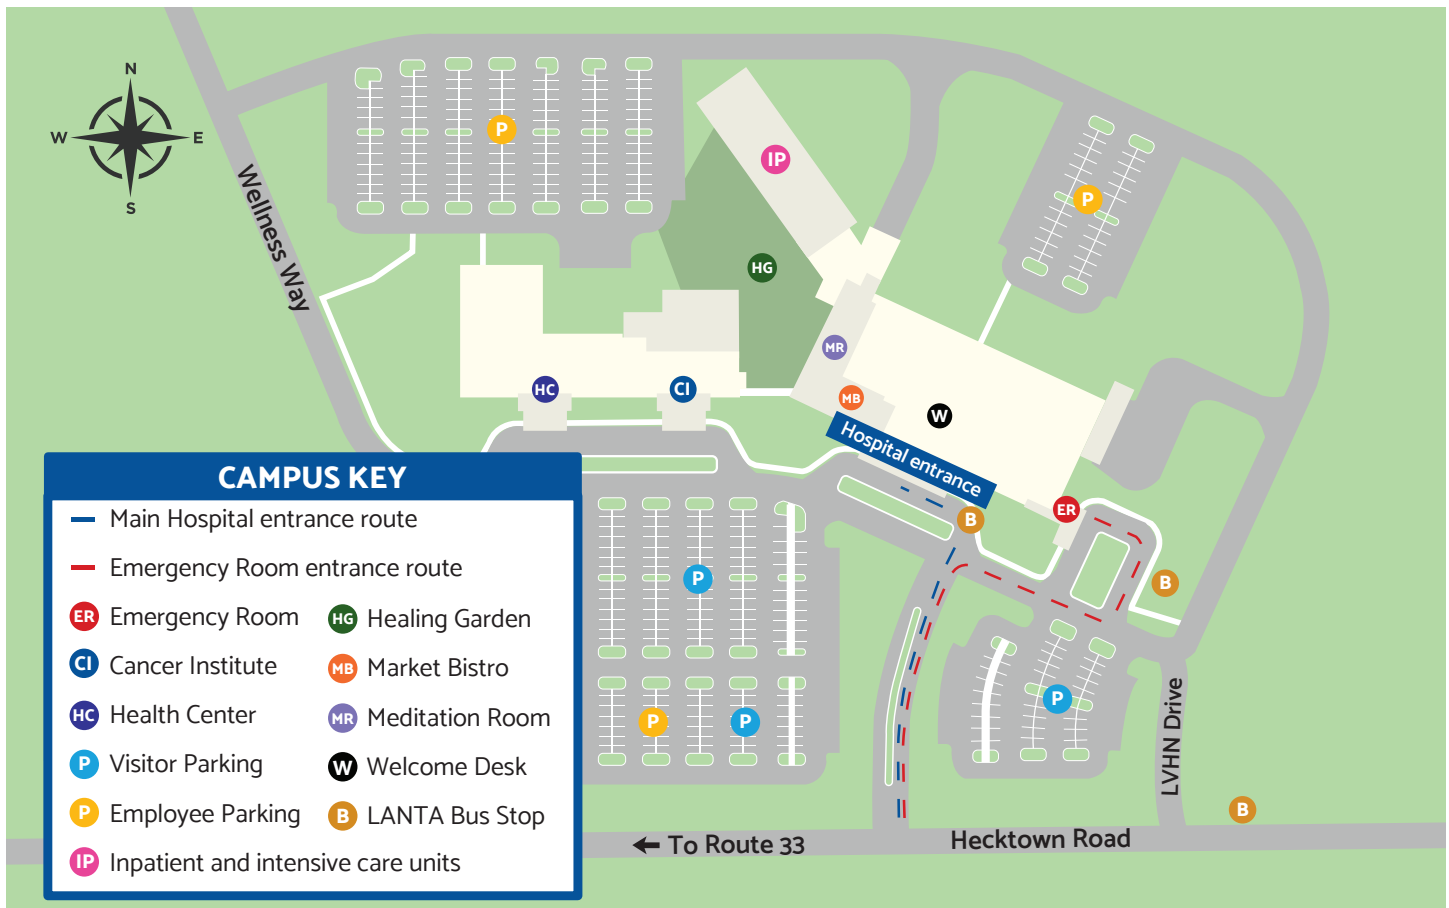 N
W
E
S
Wellness Way
P
IP
P
HG
MR
HC
CI
MB
W
Hospital entrance
ER
B
P
B
P
P
P
LVHN Drive
B
To Route 33
Hecktown Road
CAMPUS KEY
Main Hospital entrance route
Emergency Room entrance route
ER Emergency Room
HG Healing Garden
CI Cancer Institute
MB Market Bistro
HC Health Center
MR Meditation Room
P Visitor Parking
W Welcome Desk
P Employee Parking
B LANTA Bus Stop
IP Inpatient and intensive care units